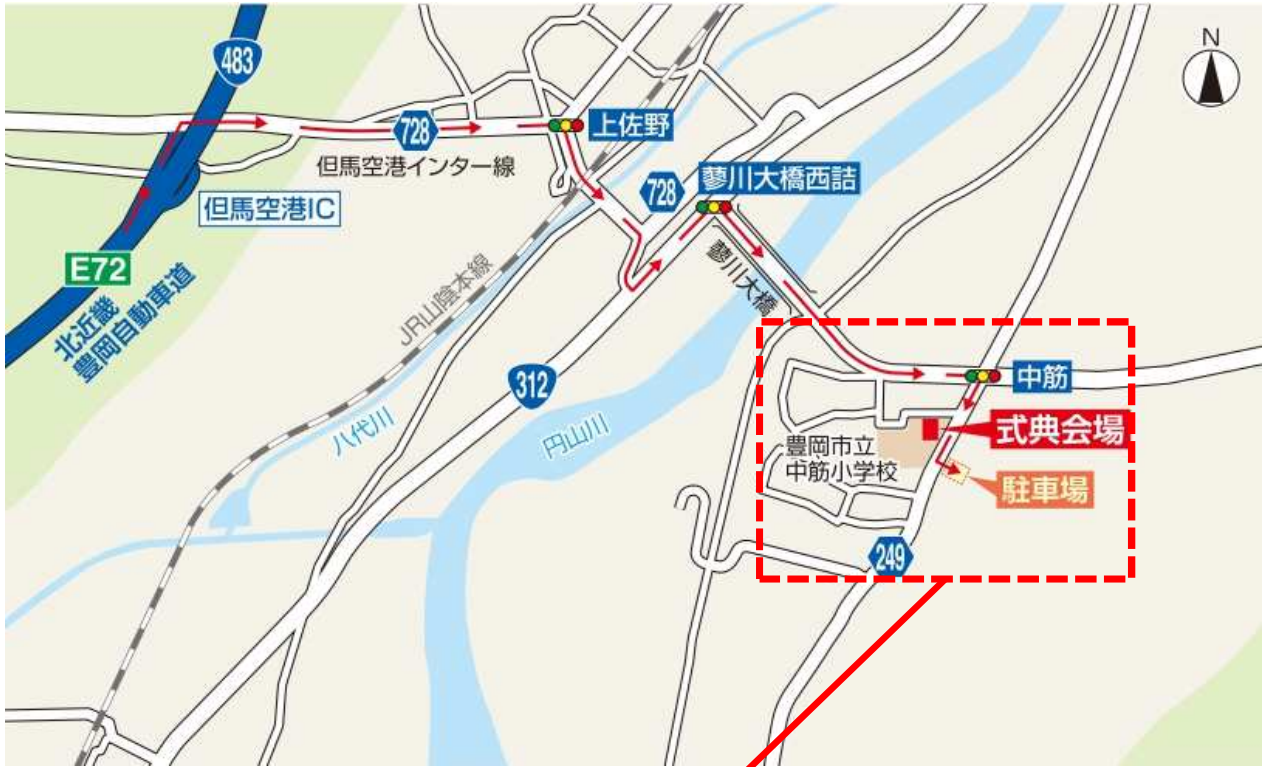 N
483
728
上佐野
但馬空港インター線
728
蓼川大橋西詰
但馬空港IC
E72
北近畿
豊岡自動車道
JR山陰本線
蓼川大橋
312
八代川
円山川
中筋
式典会場
豊岡市立
中筋小学校
駐車場
249